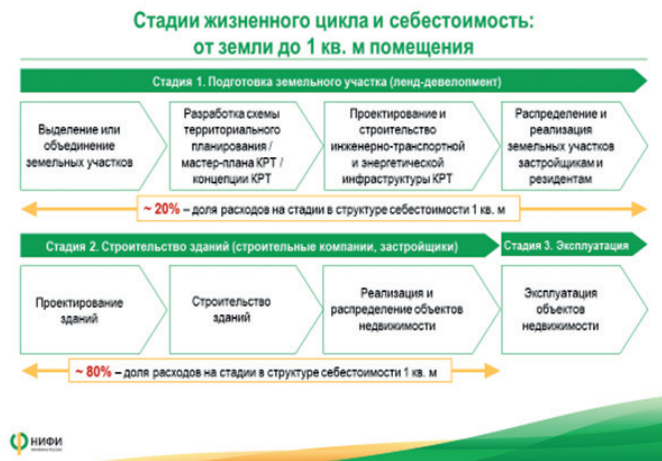 Стадии жизненного цикла и себестоимость:
от земли до 1 кв. м помещения
Стадия 1. Подготовка земельного участка (ленд-девелопмент)
Выделение или
объединение
земельных участков
Разработка схемы
территориального
планирования /
мастер-плана КРТ /
концепции КРТ
Проектирование и
строительство
инженерно-транспортной
и энергетической
инфраструктуры КРТ
Распределение и
реализация
земельных участков
застройщикам и
резидентам
~ 20% – доля расходов на стадии в структуре себестоимости 1 кв. м
Стадия 2. Строительство зданий (строительные компании, застройщики)
Стадия 3. Эксплуатация
Проектирование
зданий
Строительство
зданий
Реализация и
распределение объектов
недвижимости
Эксплуатация
объектов
недвижимости
~ 80% – доля расходов на стадии в структуре себестоимости 1 кв. м
НИФИ